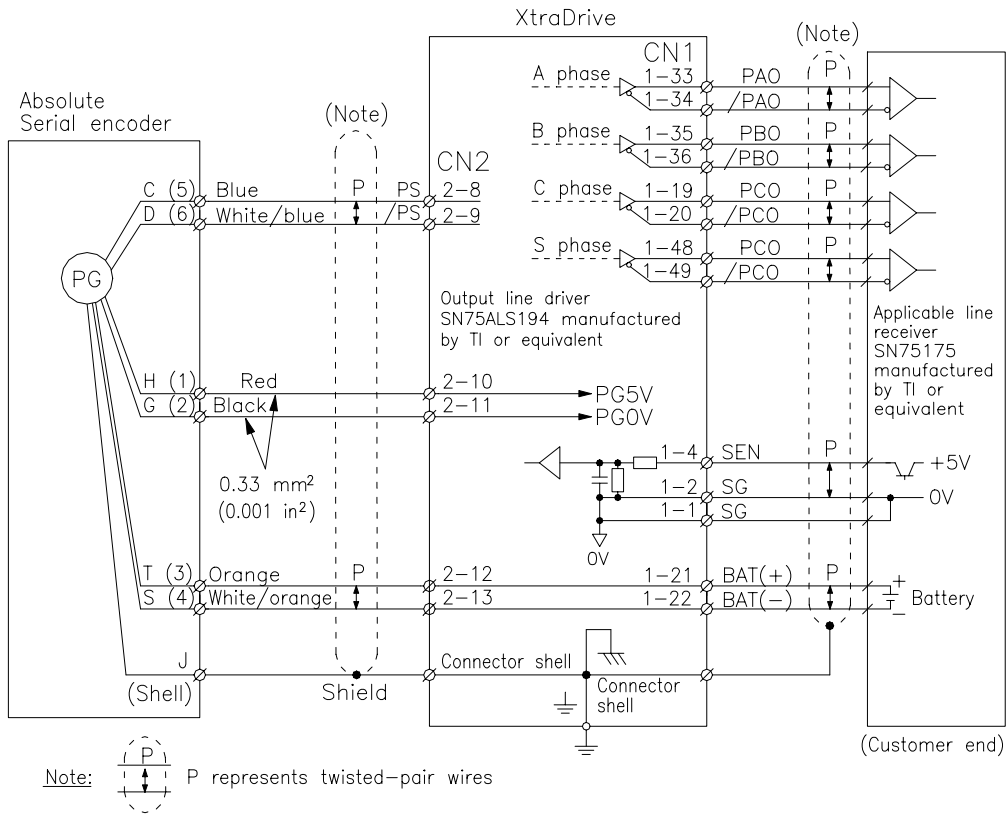 XtraDrive
(Note)
CN1
A phase
1-33
PAO
P
1-34
/PAO
B phase
1-35
PBO
P
1-36
/PBO
C phase
1-19
PCO
P
1-20
/PCO
S phase
1-48
PCO
P
1-49
/PCO
Absolute
Serial encoder
(Note)
CN2
C (5)
Blue
P
PS
2-8
D (6)
White/blue
/PS
2-9
PG
Output line driver
SN75ALS194 manufactured
by TI or equivalent
Applicable line
receiver
SN75175
manufactured
by TI or
equivalent
H (1)
Red
2-10
PG5V
G (2)
Black
2-11
PG0V
0.33 mm²
(0.001 in²)
1-4
SEN
P
+5V
1-2
SG
0V
1-1
SG
0V
T (3)
Orange
P
2-12
1-21
BAT(+)
P
+
S (4)
White/orange
2-13
1-22
BAT(-)
Battery
−
J
(Shell)
Shield
Connector shell
Connector
shell
(Customer end)
Note:
P
P represents twisted-pair wires